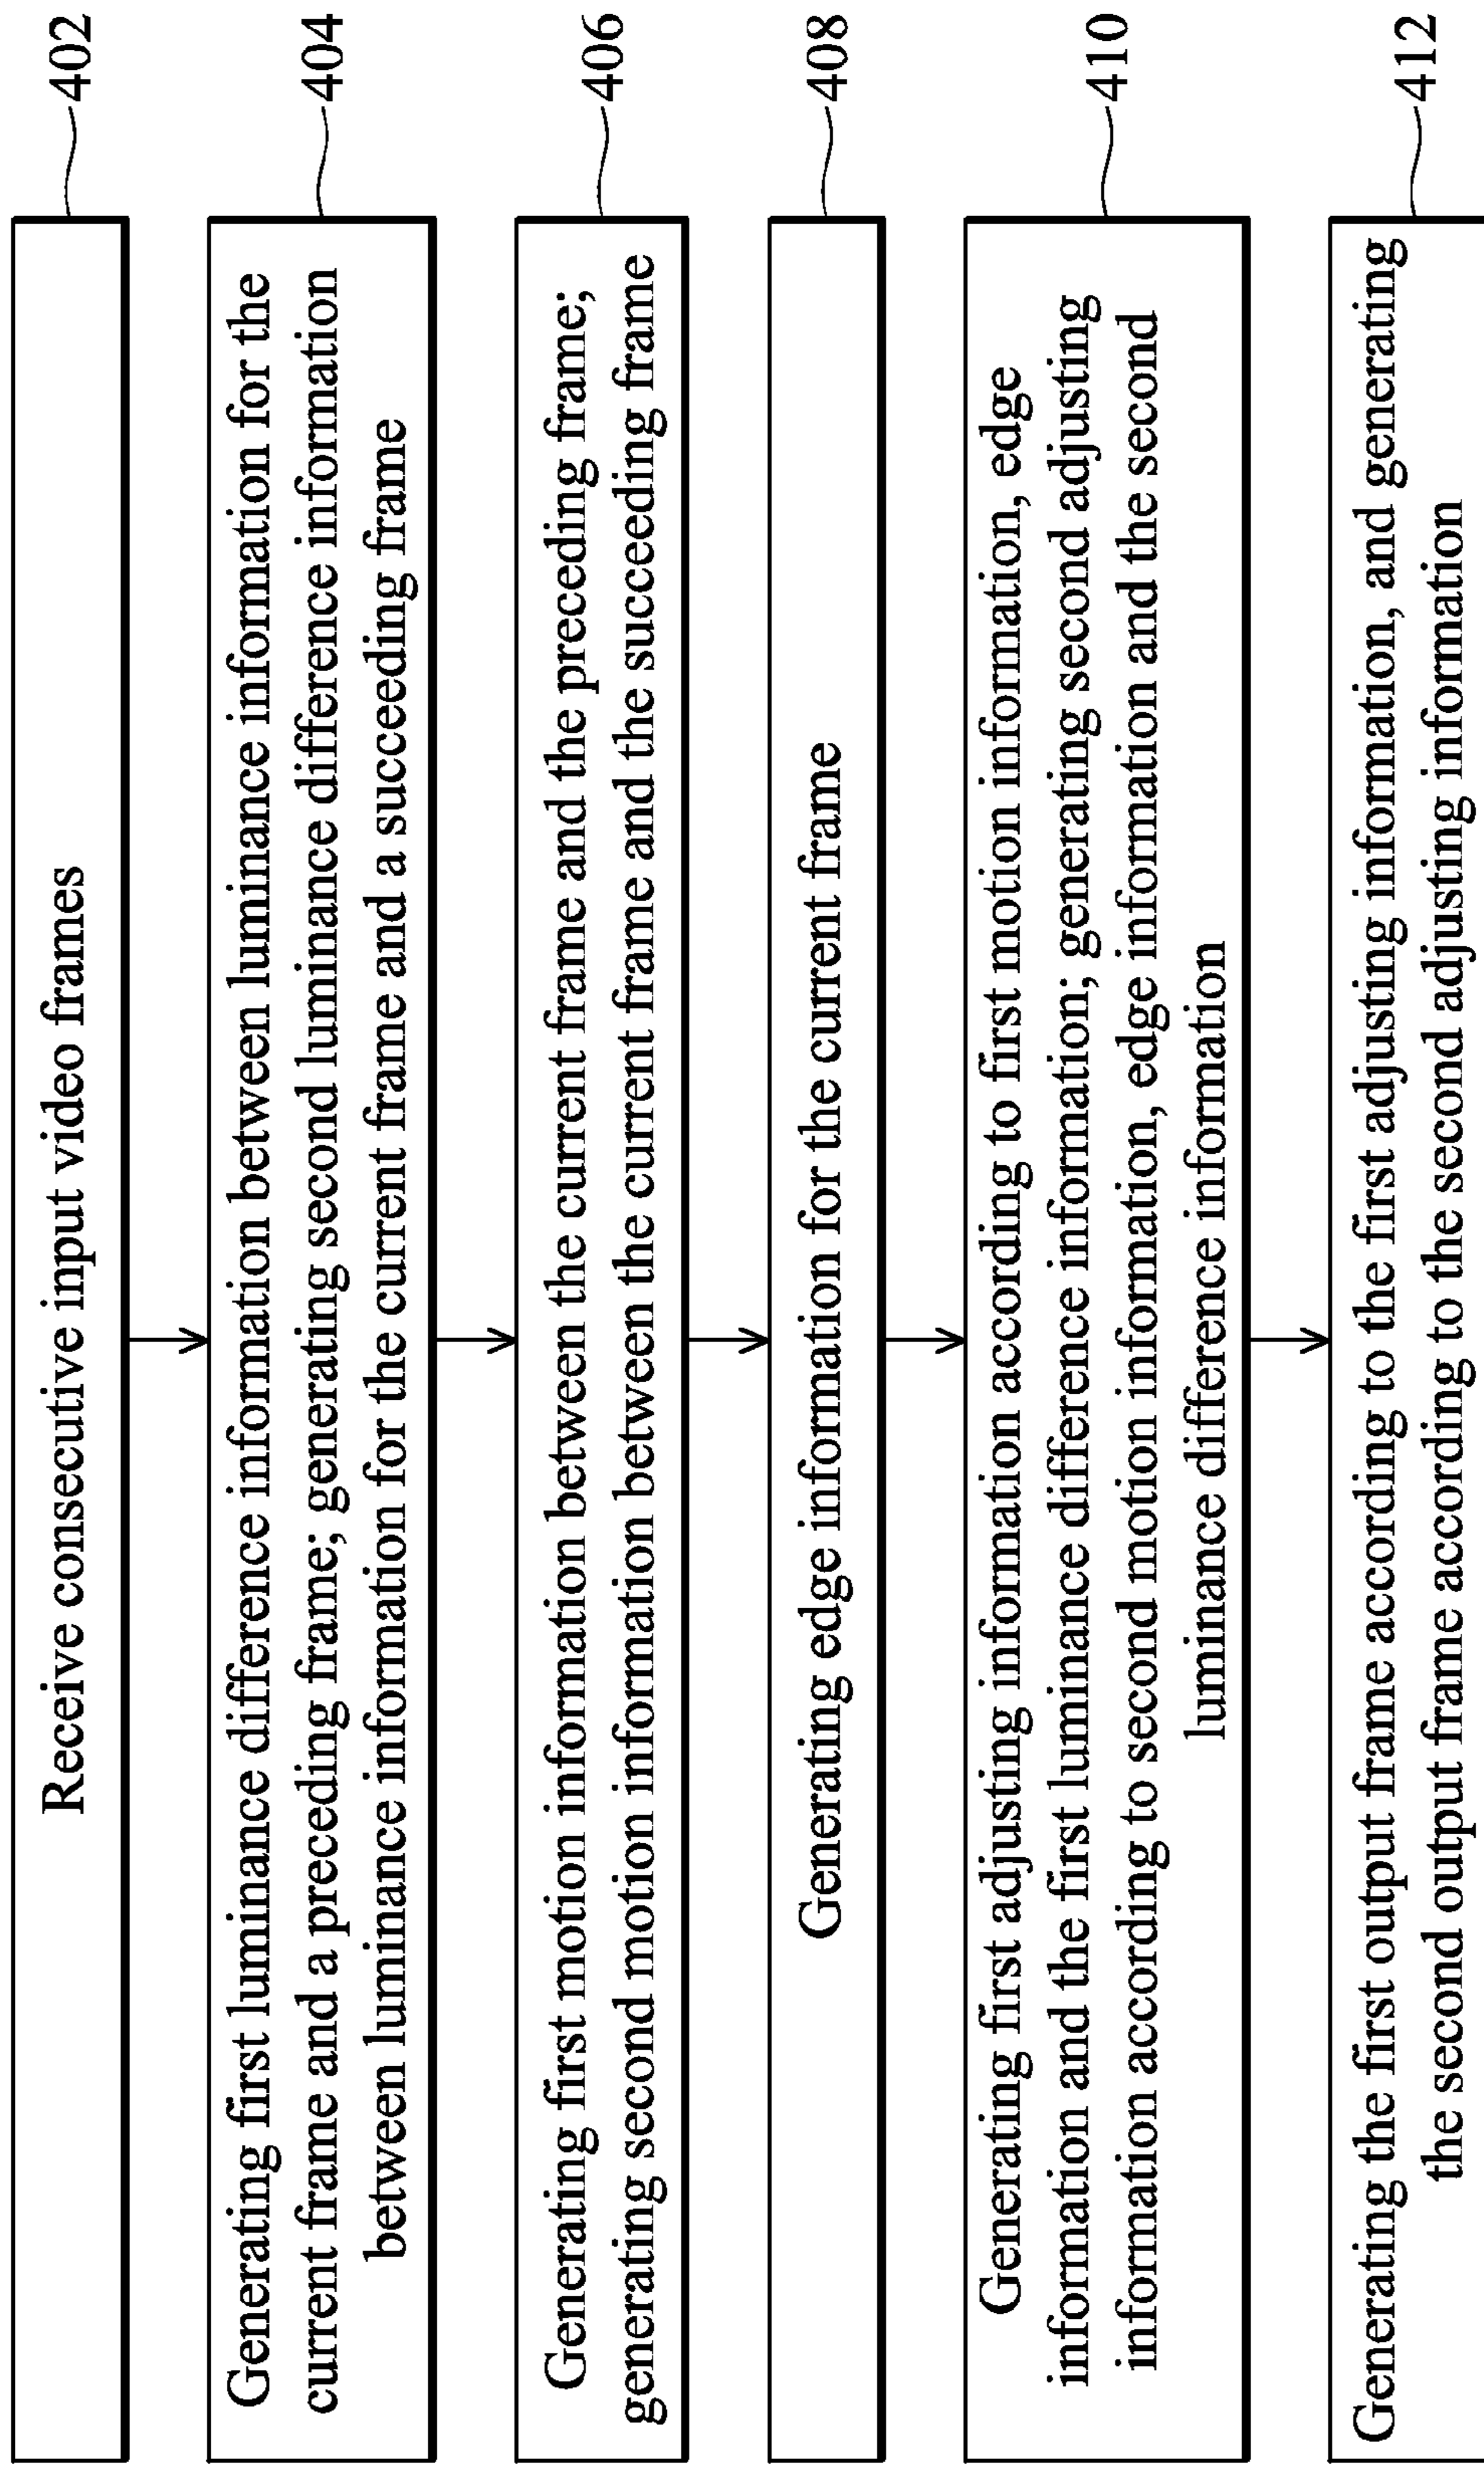 Receive consecutive input video frames
402
Generating first luminance difference information between luminance information for the
current frame and a preceding frame; generating second luminance difference information
between luminance information for the current frame and a succeeding frame
404
Generating first motion information between the current frame and the preceding frame;
generating second motion information between the current frame and the succeeding frame
406
Generating edge information for the current frame
408
Generating first adjusting information according to first motion information, edge
information and the first luminance difference information; generating second adjusting
information according to second motion information, edge information and the second
luminance difference information
410
Generating the first output frame according to the first adjusting information, and generating
the second output frame according to the second adjusting information
412